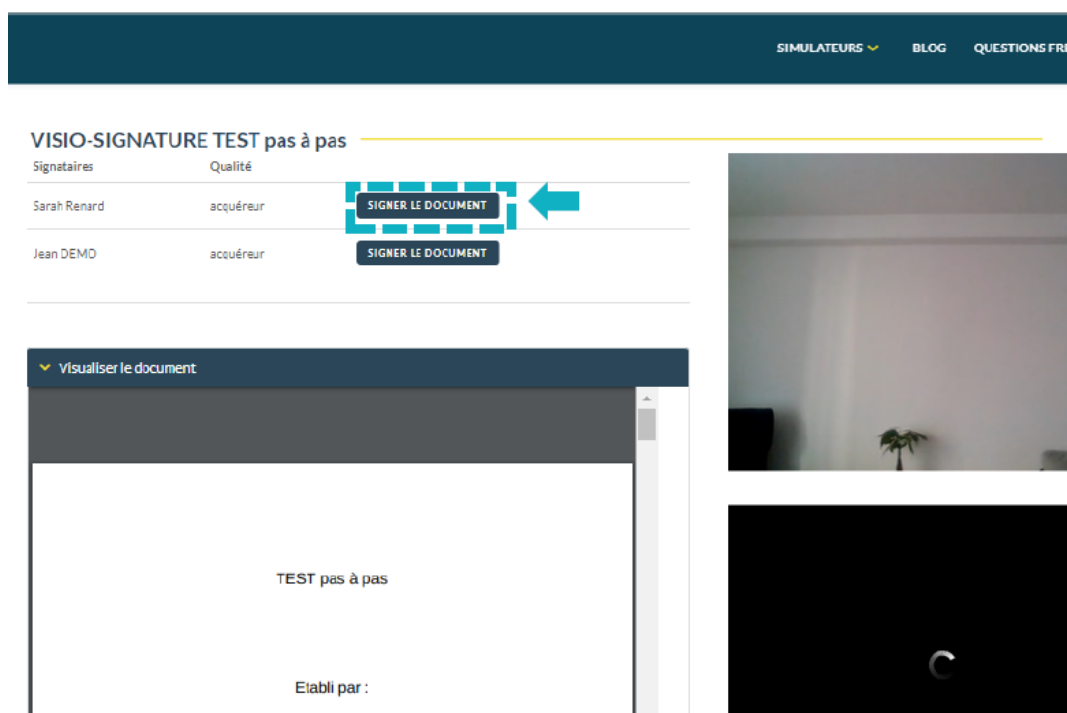 SIMULATEURS BLOG QUESTIONS FRE
VISIO-SIGNATURE TEST pas à pas
Signataires Qualité
Sarah Renard acquéreur SIGNER LE DOCUMENT
Jean DEMO acquéreur SIGNER LE DOCUMENT
Visualiser le document
TEST pas à pas
Etabli par :